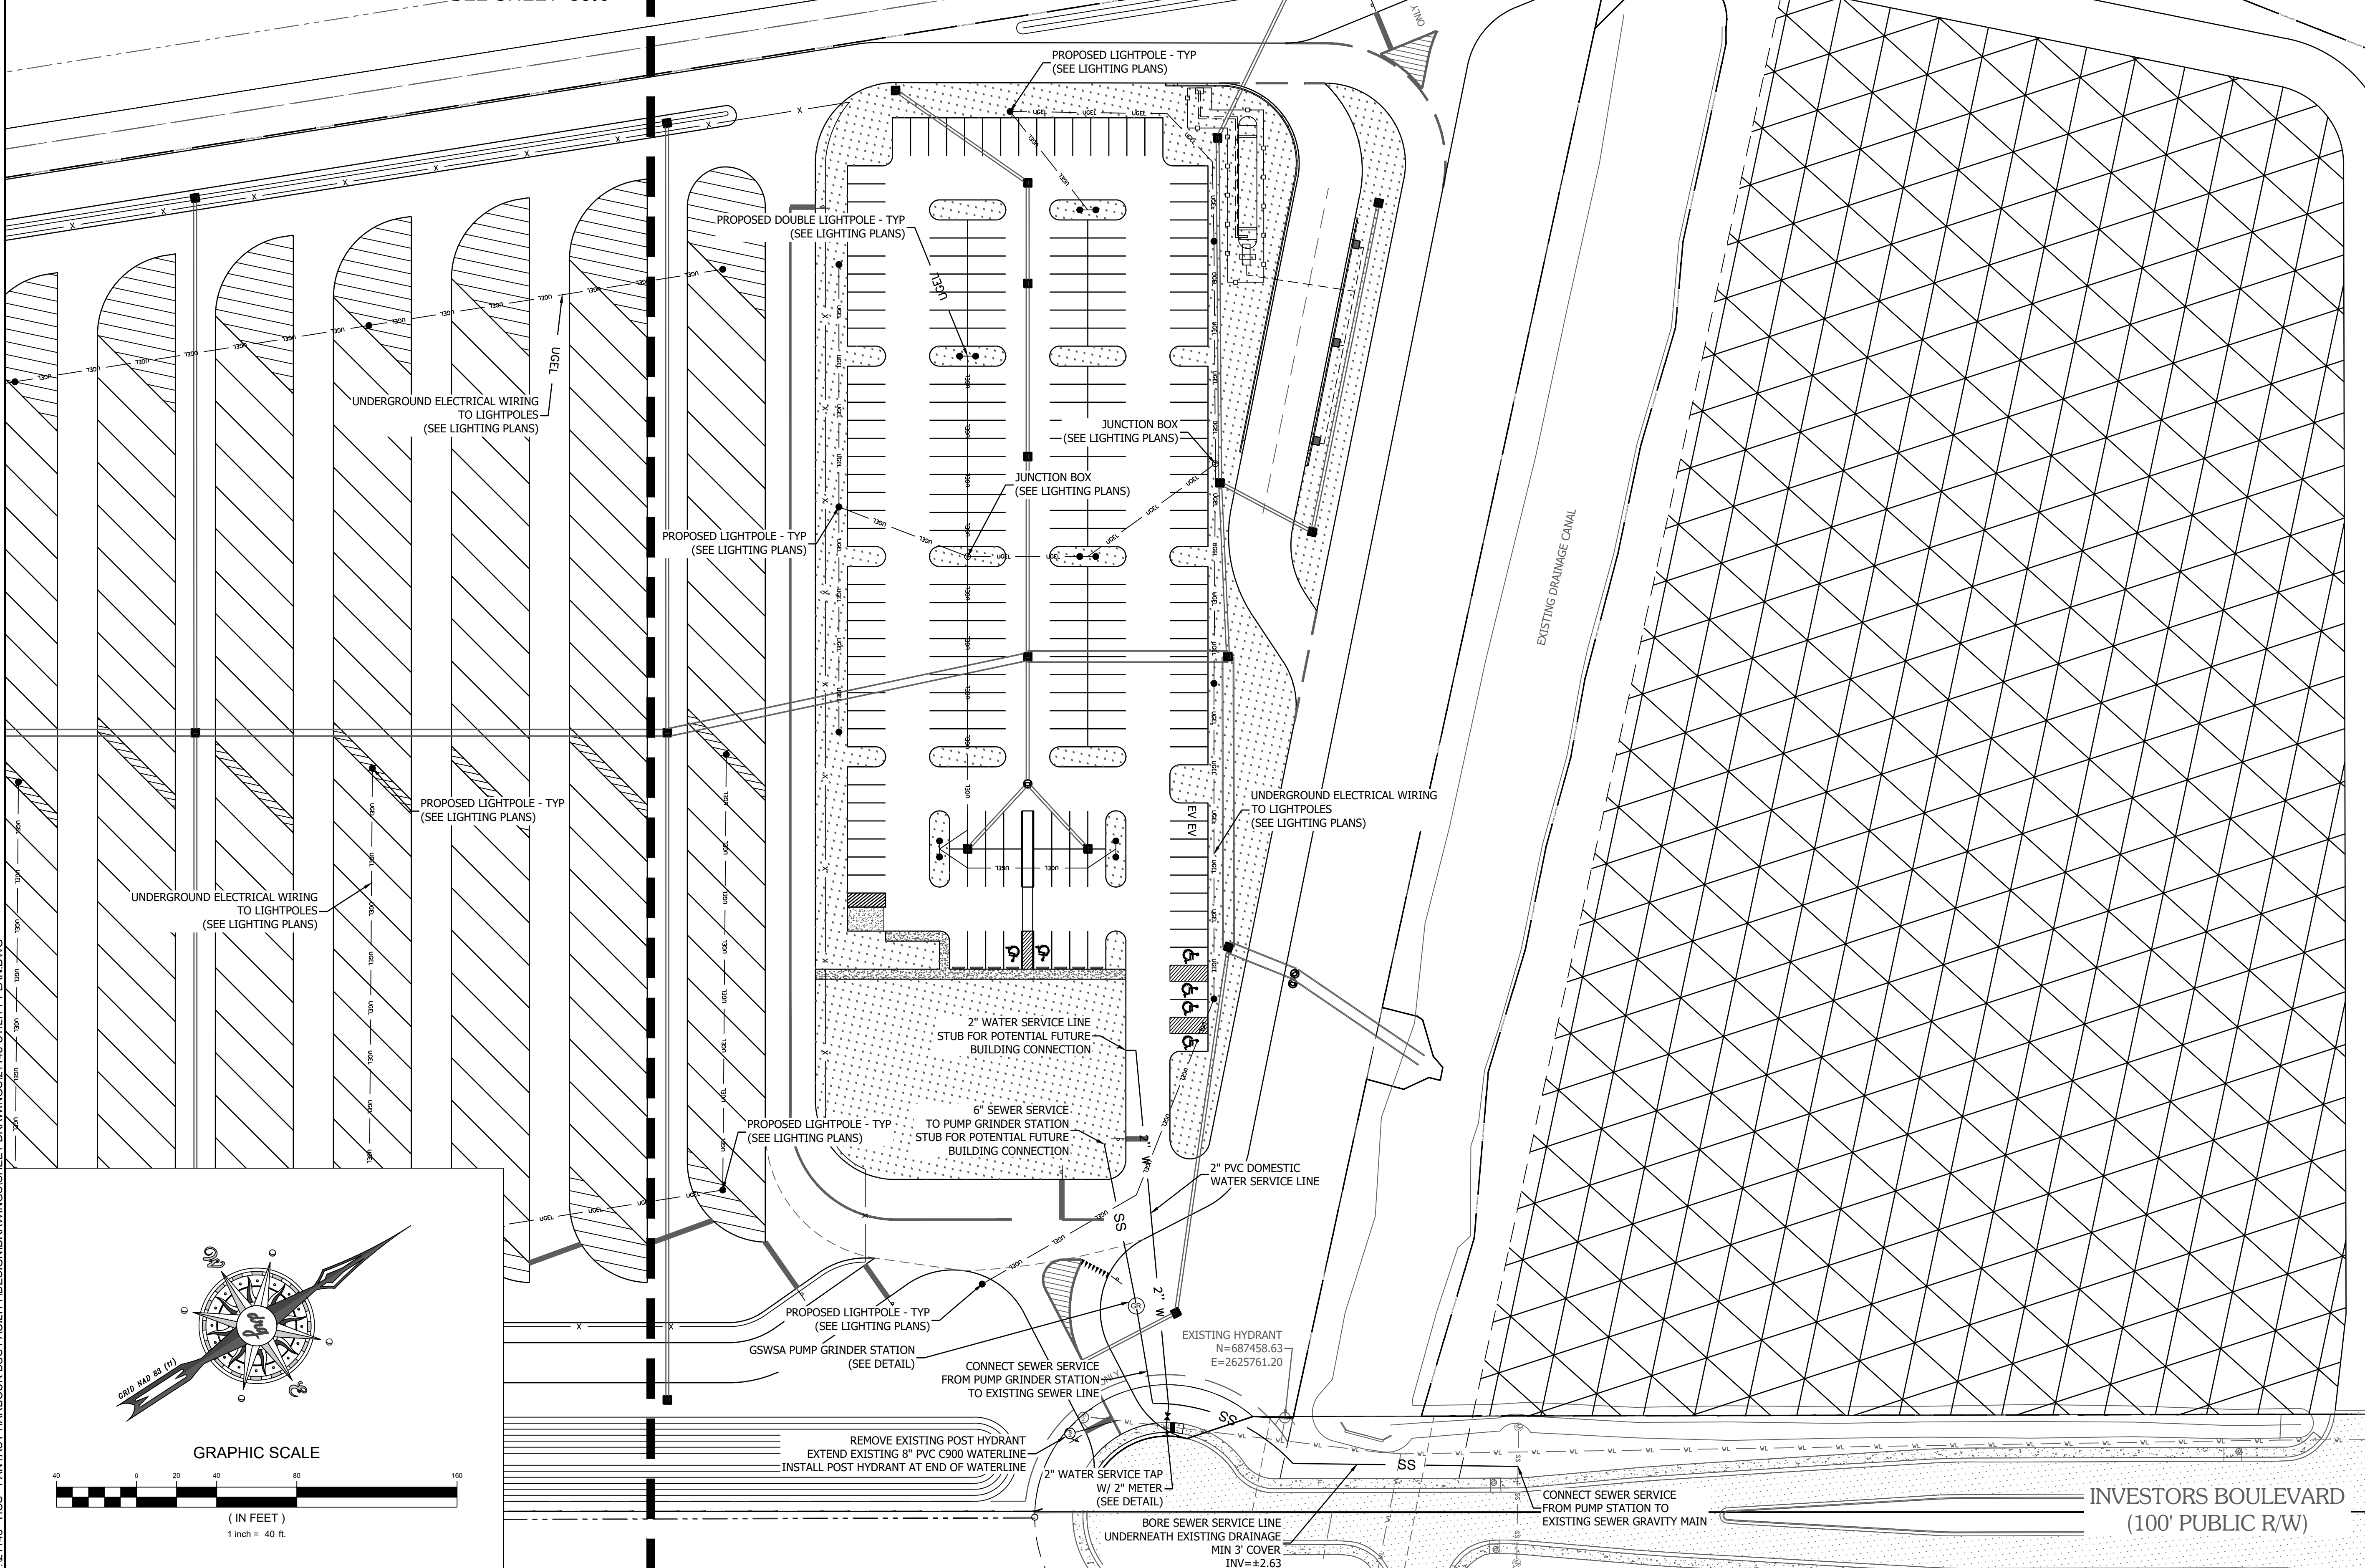 ONLY
PROPOSED LIGHTPOLE - TYP
(SEE LIGHTING PLANS)
PROPOSED DOUBLE LIGHTPOLE - TYP
(SEE LIGHTING PLANS)
UGEL
UNDERGROUND ELECTRICAL WIRING
TO LIGHTPOLES
(SEE LIGHTING PLANS)
UGEL
JUNCTION BOX
(SEE LIGHTING PLANS)
JUNCTION BOX
(SEE LIGHTING PLANS)
PROPOSED LIGHTPOLE - TYP
(SEE LIGHTING PLANS)
EXISTING DRAINAGE CANAL
PROPOSED LIGHTPOLE - TYP
(SEE LIGHTING PLANS)
EV EV
UNDERGROUND ELECTRICAL WIRING
TO LIGHTPOLES
(SEE LIGHTING PLANS)
UNDERGROUND ELECTRICAL WIRING
TO LIGHTPOLES
(SEE LIGHTING PLANS)
2" WATER SERVICE LINE
STUB FOR POTENTIAL FUTURE
BUILDING CONNECTION
6" SEWER SERVICE
TO PUMP GRINDER STATION
STUB FOR POTENTIAL FUTURE
BUILDING CONNECTION
PROPOSED LIGHTPOLE - TYP
(SEE LIGHTING PLANS)
2" W
2" PVC DOMESTIC
WATER SERVICE LINE
SS
2" W
GR
PROPOSED LIGHTPOLE - TYP
(SEE LIGHTING PLANS)
GSWSA PUMP GRINDER STATION
(SEE DETAIL)
EXISTING HYDRANT
N=687458.63
E=2625761.20
CONNECT SEWER SERVICE
FROM PUMP GRINDER STATION
TO EXISTING SEWER LINE
SS
REMOVE EXISTING POST HYDRANT
EXTEND EXISTING 8" PVC C900 WATERLINE
INSTALL POST HYDRANT AT END OF WATERLINE
2" WATER SERVICE TAP
W/ 2" METER
(SEE DETAIL)
SS
CONNECT SEWER SERVICE
FROM PUMP STATION TO
EXISTING SEWER GRAVITY MAIN
BORE SEWER SERVICE LINE
UNDERNEATH EXISTING DRAINAGE
MIN 3' COVER
INV=±2.63
INVESTORS BOULEVARD
(100' PUBLIC R/W)
drg
GRID NAD 83 (11)
GRAPHIC SCALE
40 0 20 40 80 160
( IN FEET )
1 inch = 40 ft.